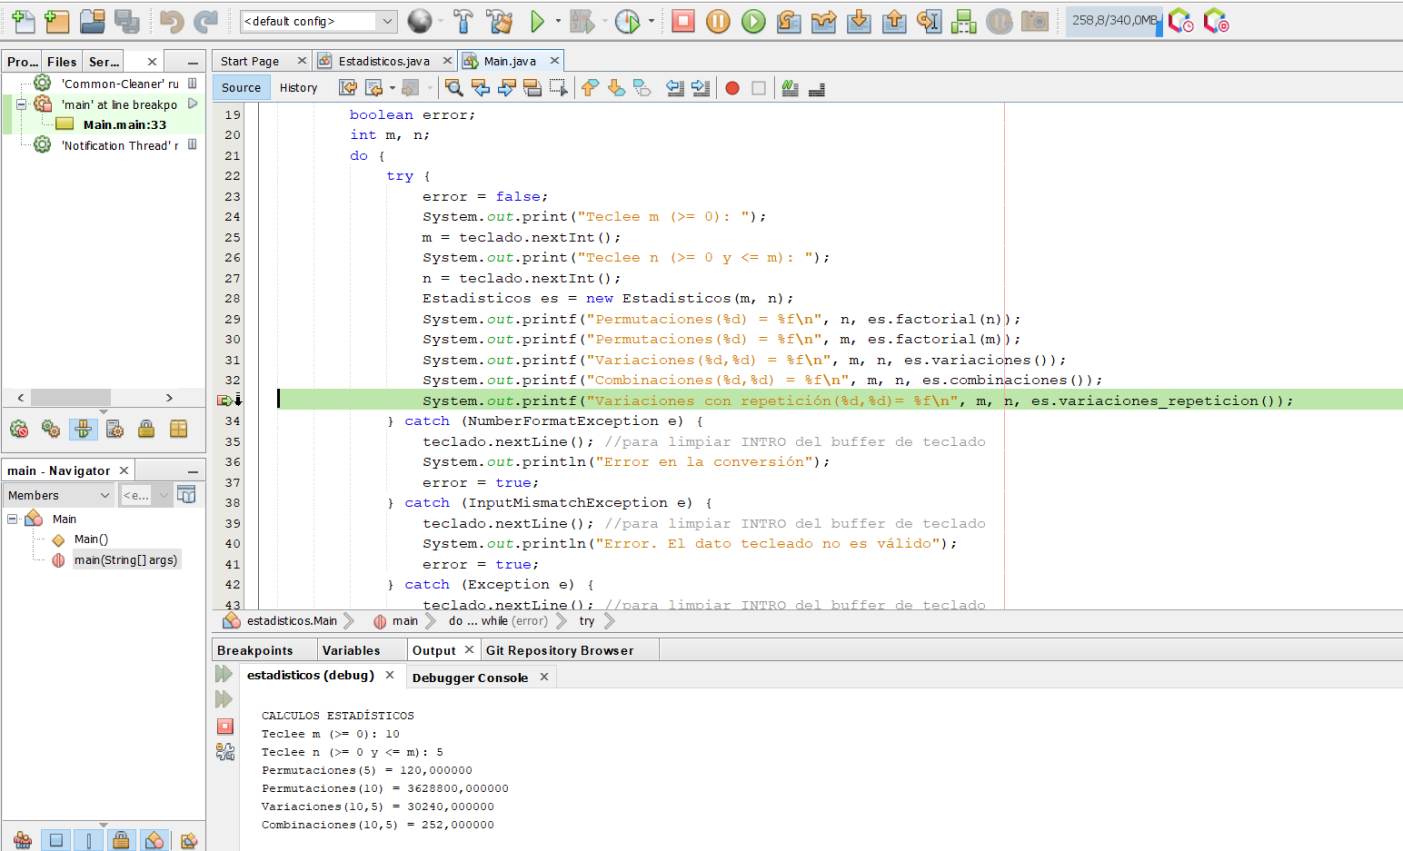 <default config>
258,8/340,0MB
Pro... Files Ser...
Start Page Estadisticos.java Main.java
Source History
'Common-Cleaner' ru
'main' at line breakpo
Main.main:33
'Notification Thread' r
19 boolean error;
20 int m, n;
21 do {
22 try {
23 error = false;
24 System.out.print("Teclee m (>= 0): ");
25 m = teclado.nextInt();
26 System.out.print("Teclee n (>= 0 y <= m): ");
27 n = teclado.nextInt();
28 Estadisticos es = new Estadisticos(m, n);
29 System.out.printf("Permutaciones(%d) = %f\n", n, es.factorial(n));
30 System.out.printf("Permutaciones(%d) = %f\n", m, es.factorial(m));
31 System.out.printf("Variaciones(%d,%d) = %f\n", m, n, es.variaciones());
32 System.out.printf("Combinaciones(%d,%d) = %f\n", m, n, es.combinaciones());
System.out.printf("Variaciones con repetición(%d,%d)= %f\n", m, n, es.variaciones_repeticion());
34 } catch (NumberFormatException e) {
35 teclado.nextLine(); //para limpiar INTRO del buffer de teclado
36 System.out.println("Error en la conversión");
37 error = true;
38 } catch (InputMismatchException e) {
39 teclado.nextLine(); //para limpiar INTRO del buffer de teclado
40 System.out.println("Error. El dato tecleado no es válido");
41 error = true;
42 } catch (Exception e) {
43 teclado.nextLine(); //para limpiar INTRO del buffer de teclado
main - Navigator
Members <e...
Main
Main()
main(String[] args)
estadisticos.Main main do ... while (error) try
Breakpoints Variables Output Git Repository Browser
estadisticos (debug) Debugger Console
CALCULOS ESTADÍSTICOS
Teclee m (>= 0): 10
Teclee n (>= 0 y <= m): 5
Permutaciones(5) = 120,000000
Permutaciones(10) = 3628800,000000
Variaciones(10,5) = 30240,000000
Combinaciones(10,5) = 252,000000